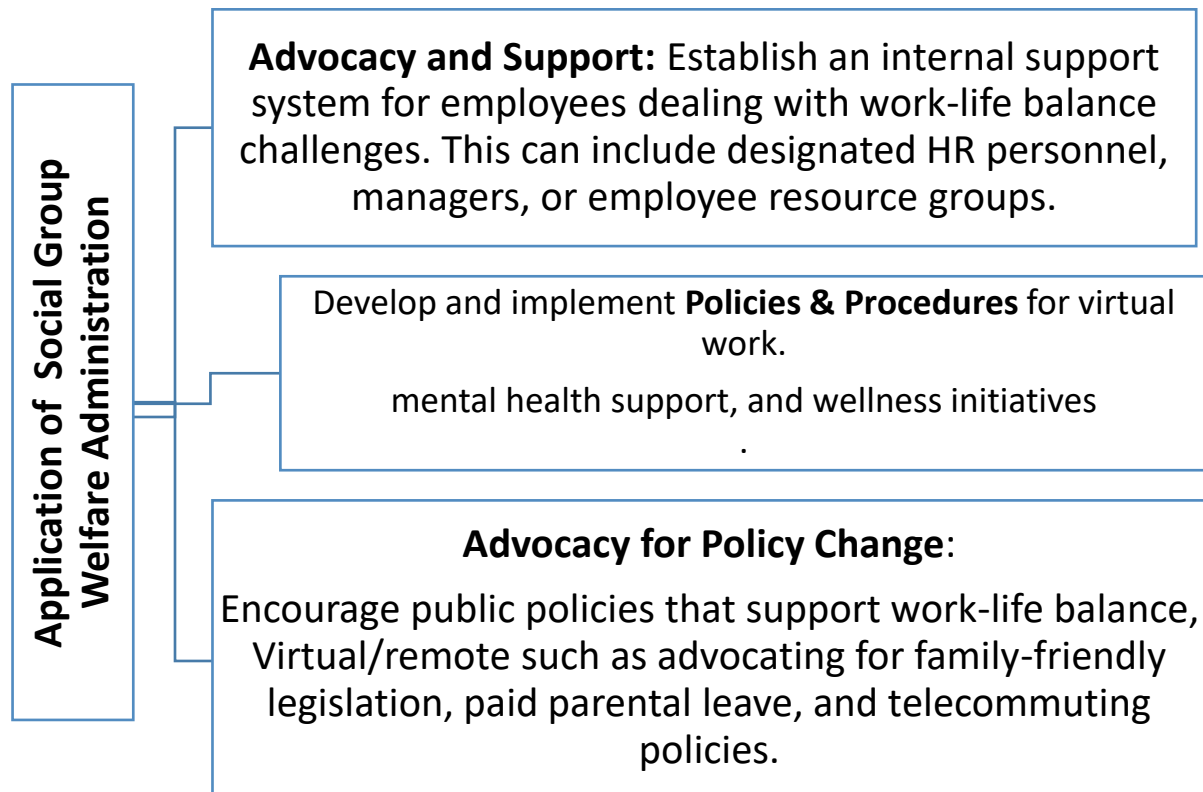 Application of Social Group
Welfare Administration
Advocacy and Support: Establish an internal support
system for employees dealing with work-life balance
challenges. This can include designated HR personnel,
managers, or employee resource groups.
Develop and implement Policies & Procedures for virtual
work.
mental health support, and wellness initiatives
.
Advocacy for Policy Change:
Encourage public policies that support work-life balance,
Virtual/remote such as advocating for family-friendly
legislation, paid parental leave, and telecommuting
policies.